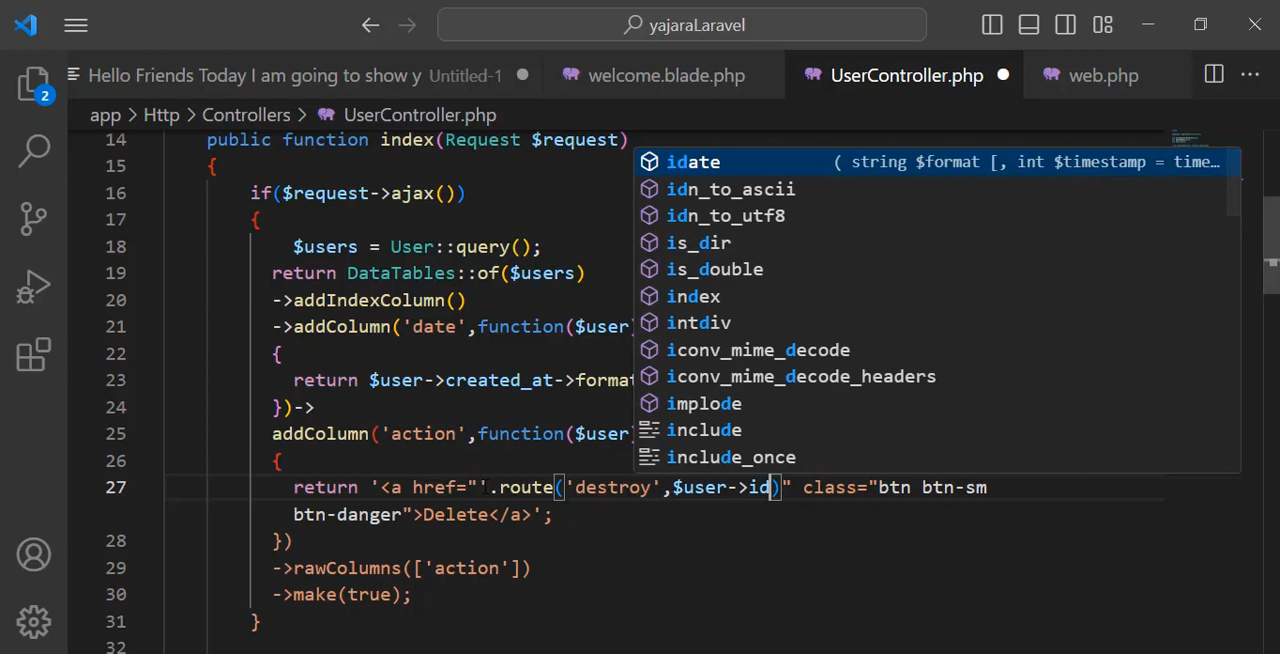 yajaraLaravel
Hello Friends Today I am going to show y Untitled-1
welcome.blade.php
UserController.php
web.php
2
app > Http > Controllers > UserController.php
14 public function index(Request $request)
15 {
16 if($request->ajax())
17 {
18 $users = User::query();
19 return DataTables::of($users)
20 ->addIndexColumn()
21 ->addColumn('date',function($user)
22 {
23 return $user->created_at->format
24 })->
25 addColumn('action',function($user)
26 {
27 return '<a href="'.route('destroy',$user->id)" class="btn btn-sm
btn-danger">Delete</a>';
28 })
29 ->rawColumns(['action'])
30 ->make(true);
31 }
32
idate ( string $format [, int $timestamp = time…
idn_to_ascii
idn_to_utf8
is_dir
is_double
index
intdiv
iconv_mime_decode
iconv_mime_decode_headers
implode
include
include_once